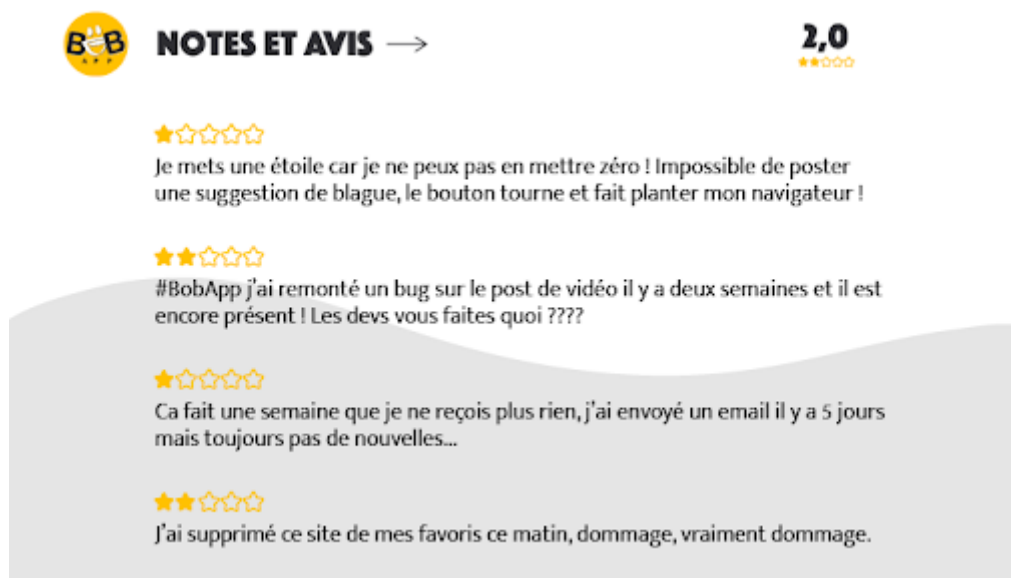 BOB
APP
NOTES ET AVIS →
2,0
Je mets une étoile car je ne peux pas en mettre zéro ! Impossible de poster
une suggestion de blague, le bouton tourne et fait planter mon navigateur !
#BobApp j'ai remonté un bug sur le post de vidéo il y a deux semaines et il est
encore présent ! Les devs vous faites quoi ????
Ca fait une semaine que je ne reçois plus rien, j'ai envoyé un email il y a 5 jours
mais toujours pas de nouvelles...
J'ai supprimé ce site de mes favoris ce matin, dommage, vraiment dommage.